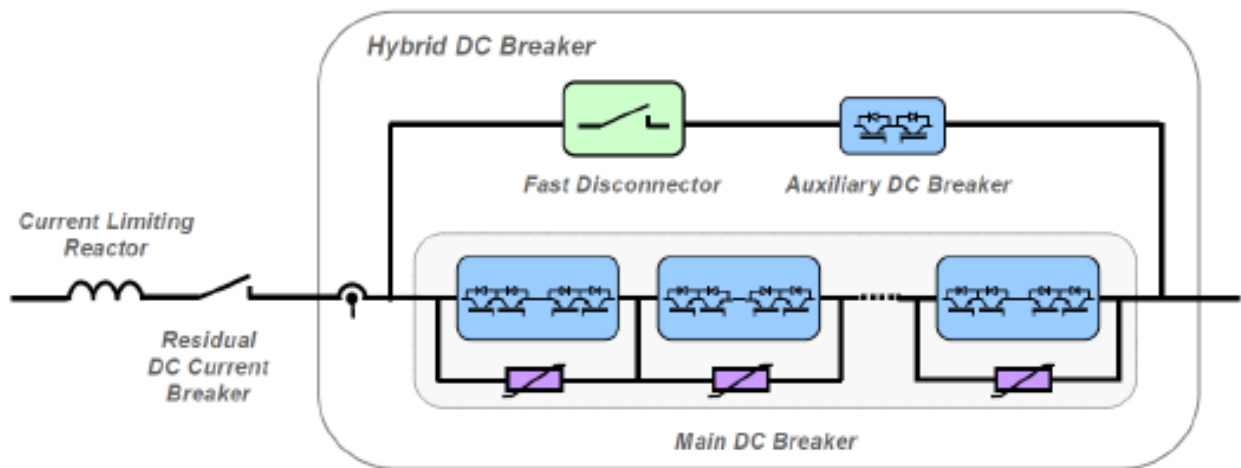 Hybrid DC Breaker
Fast Disconnector
Auxiliary DC Breaker
Current Limiting
Reactor
Residual
DC Current
Breaker
Main DC Breaker